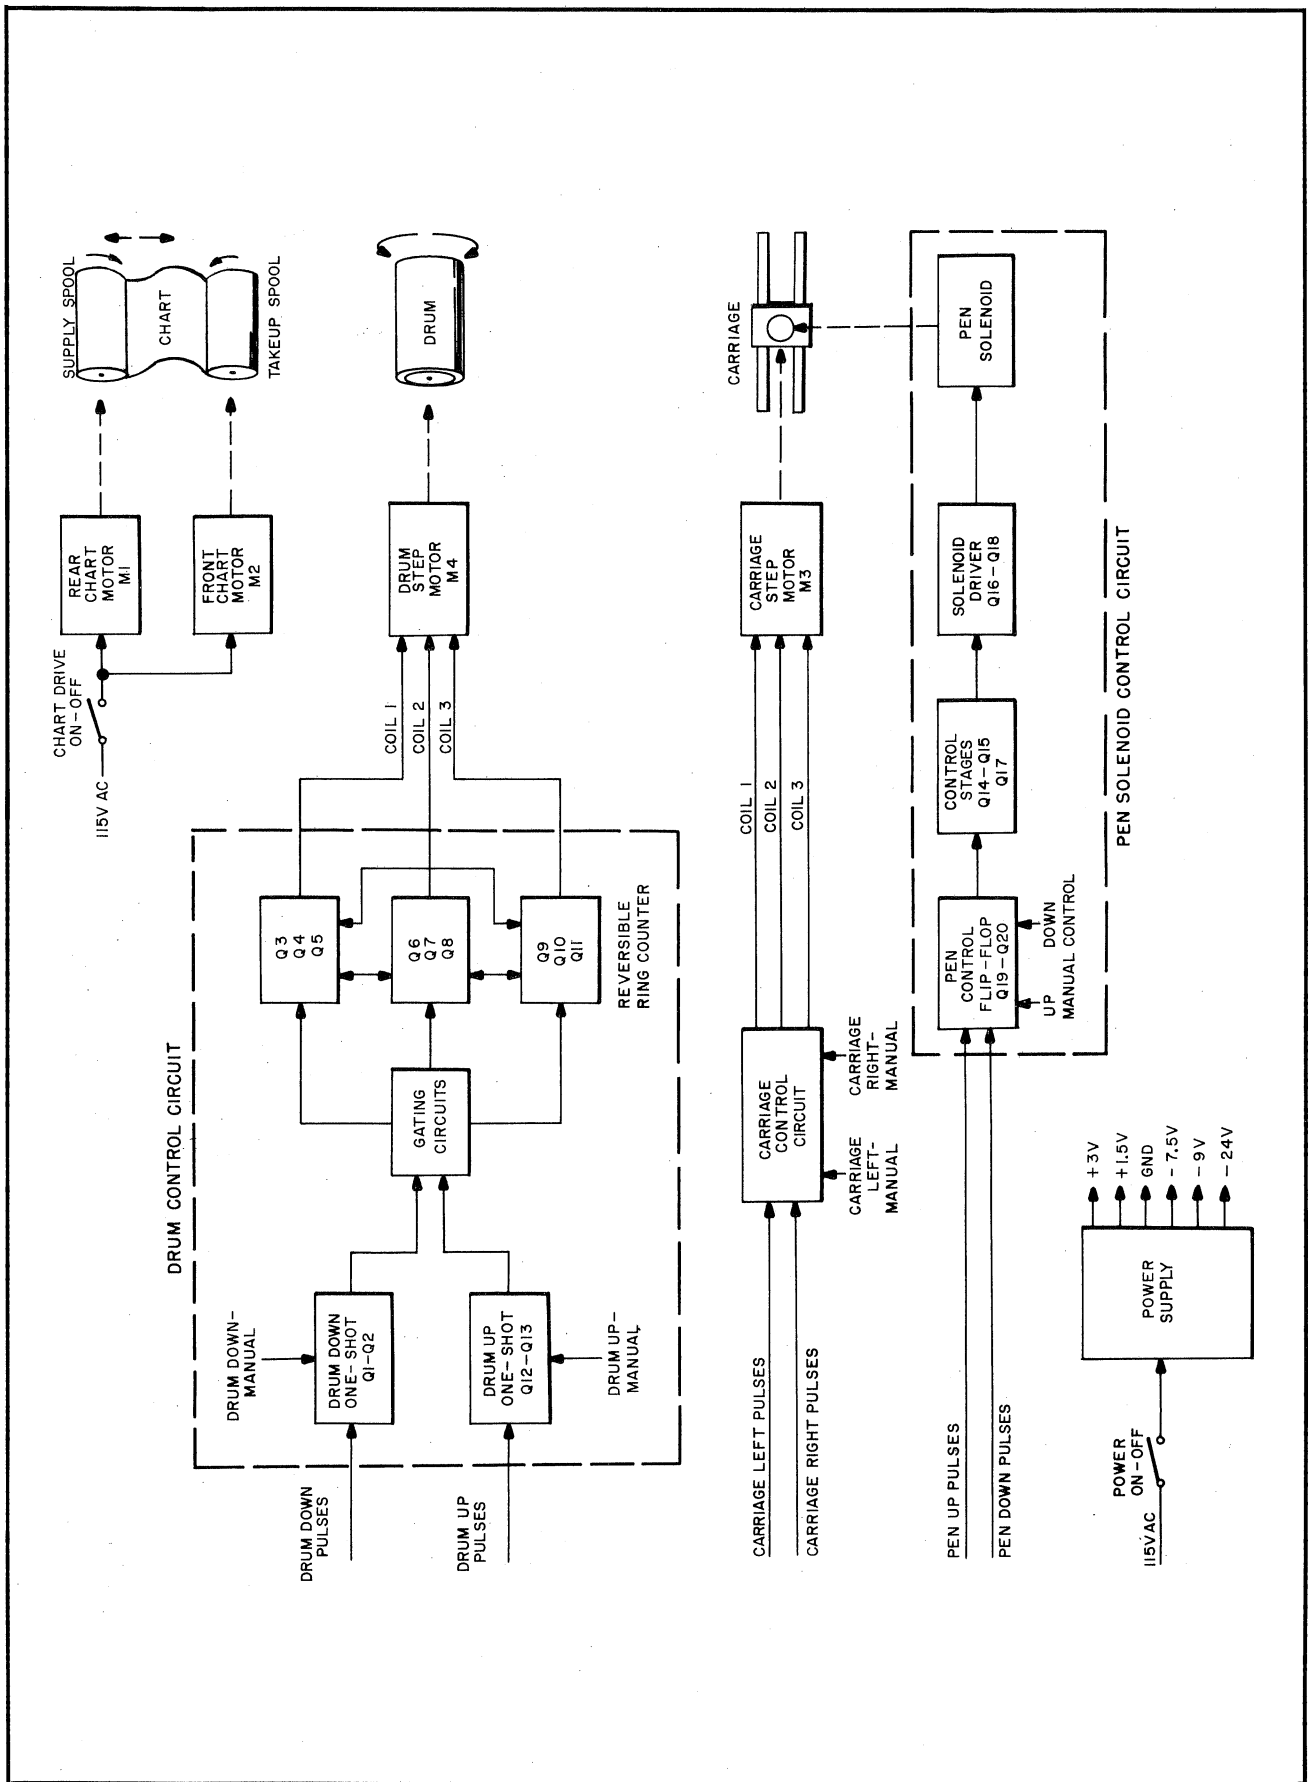 SUPPLY SPOOL
CHART
TAKEUP SPOOL
CHART DRIVE
ON-OFF
115V AC
REAR
CHART
MOTOR
M1
FRONT
CHART
MOTOR
M2
DRUM CONTROL CIRCUIT
DRUM DOWN-
MANUAL
DRUM DOWN
PULSES
DRUM DOWN
ONE-SHOT
Q1-Q2
DRUM UP
PULSES
DRUM UP
ONE-SHOT
Q12-Q13
DRUM UP-
MANUAL
GATING
CIRCUITS
Q3
Q4
Q5
Q6
Q7
Q8
Q9
Q10
Q11
REVERSIBLE
RING COUNTER
COIL 1
COIL 2
COIL 3
DRUM
STEP
MOTOR
M4
DRUM
CARRIAGE LEFT PULSES
CARRIAGE RIGHT PULSES
CARRIAGE
CONTROL
CIRCUIT
CARRIAGE
LEFT-
MANUAL
CARRIAGE
RIGHT-
MANUAL
COIL 1
COIL 2
COIL 3
CARRIAGE
STEP
MOTOR
M3
CARRIAGE
PEN UP PULSES
PEN DOWN PULSES
PEN
CONTROL
FLIP-FLOP
Q19-Q20
UP DOWN
MANUAL CONTROL
CONTROL
STAGES
Q14-Q15
Q17
SOLENOID
DRIVER
Q16-Q18
PEN
SOLENOID
PEN SOLENOID CONTROL CIRCUIT
POWER
ON-OFF
115VAC
POWER
SUPPLY
+3V
+1.5V
GND
-7.5V
-9V
-24V